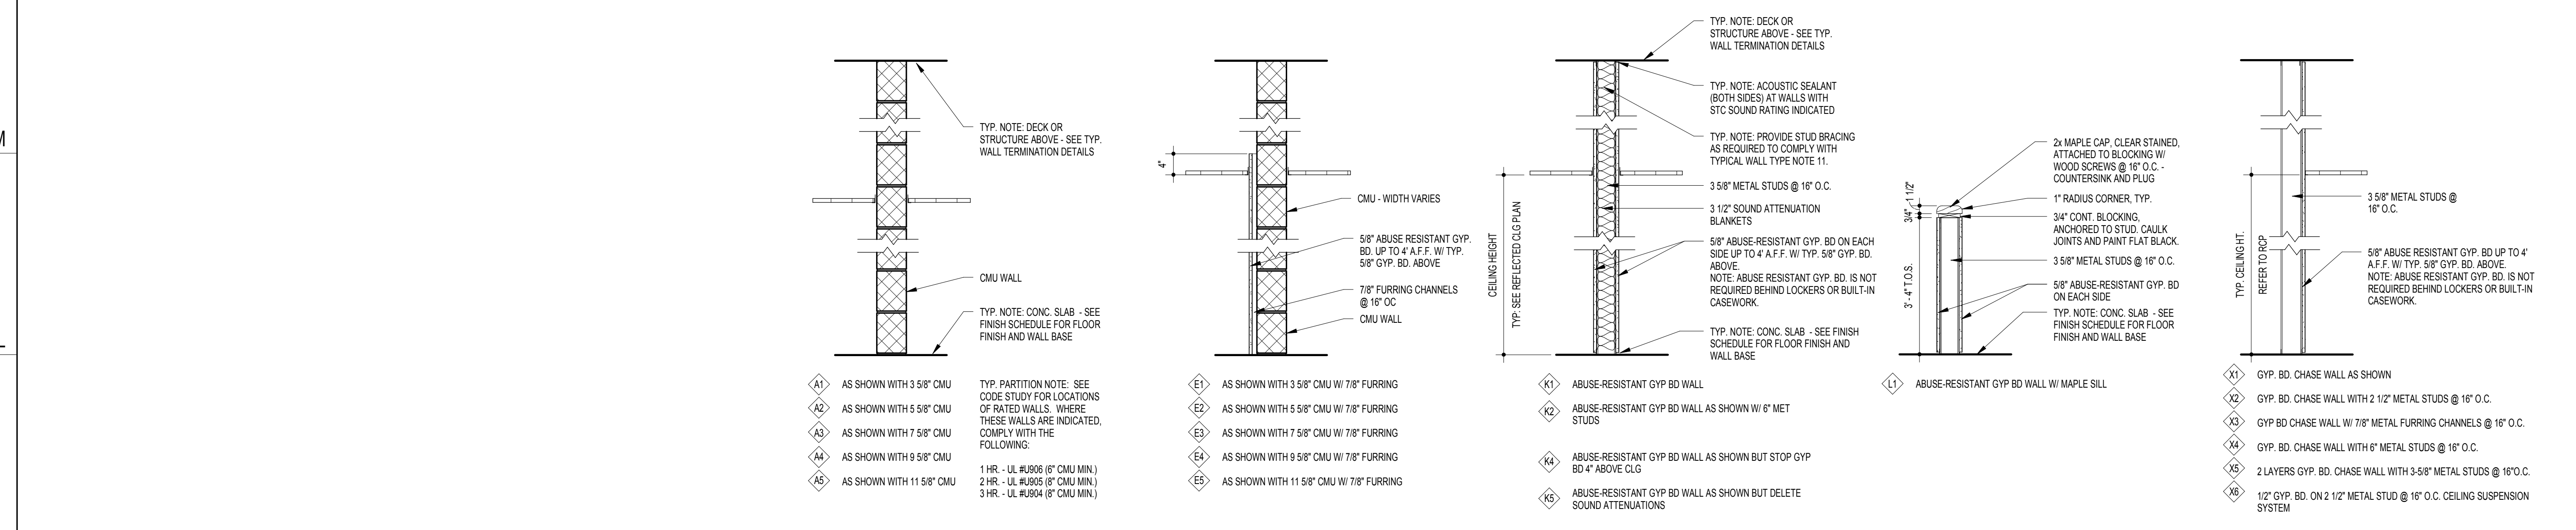 M
L
TYP. NOTE: DECK OR
STRUCTURE ABOVE - SEE TYP.
WALL TERMINATION DETAILS
CMU WALL
TYP. NOTE: CONC. SLAB - SEE
FINISH SCHEDULE FOR FLOOR
FINISH AND WALL BASE
A1 AS SHOWN WITH 3 5/8" CMU
A2 AS SHOWN WITH 5 5/8" CMU
A3 AS SHOWN WITH 7 5/8" CMU
A4 AS SHOWN WITH 9 5/8" CMU
A5 AS SHOWN WITH 11 5/8" CMU
TYP. PARTITION NOTE: SEE
CODE STUDY FOR LOCATIONS
OF RATED WALLS. WHERE
THESE WALLS ARE INDICATED,
COMPLY WITH THE
FOLLOWING:
1 HR. - UL #U906 (6" CMU MIN.)
2 HR. - UL #U905 (8" CMU MIN.)
3 HR. - UL #U904 (8" CMU MIN.)
4"
CMU - WIDTH VARIES
5/8" ABUSE RESISTANT GYP.
BD. UP TO 4' A.F.F. W/ TYP.
5/8" GYP. BD. ABOVE
7/8" FURRING CHANNELS
@ 16" OC
CMU WALL
E1 AS SHOWN WITH 3 5/8" CMU W/ 7/8" FURRING
E2 AS SHOWN WITH 5 5/8" CMU W/ 7/8" FURRING
E3 AS SHOWN WITH 7 5/8" CMU W/ 7/8" FURRING
E4 AS SHOWN WITH 9 5/8" CMU W/ 7/8" FURRING
E5 AS SHOWN WITH 11 5/8" CMU W/ 7/8" FURRING
TYP. NOTE: DECK OR
STRUCTURE ABOVE - SEE TYP.
WALL TERMINATION DETAILS
TYP. NOTE: ACOUSTIC SEALANT
(BOTH SIDES) AT WALLS WITH
STC SOUND RATING INDICATED
TYP. NOTE: PROVIDE STUD BRACING
AS REQUIRED TO COMPLY WITH
TYPICAL WALL TYPE NOTE 11.
3 5/8" METAL STUDS @ 16" O.C.
3 1/2" SOUND ATTENUATION
BLANKETS
5/8" ABUSE-RESISTANT GYP. BD ON EACH
SIDE UP TO 4' A.F.F. W/ TYP. 5/8" GYP. BD.
ABOVE.
NOTE: ABUSE RESISTANT GYP. BD. IS NOT
REQUIRED BEHIND LOCKERS OR BUILT-IN
CASEWORK.
TYP. NOTE: CONC. SLAB - SEE FINISH
SCHEDULE FOR FLOOR FINISH AND
WALL BASE
CEILING HEIGHT
TYP: SEE REFLECTED CLG PLAN
K1 ABUSE-RESISTANT GYP BD WALL
K2 ABUSE-RESISTANT GYP BD WALL AS SHOWN W/ 6" MET
STUDS
K4 ABUSE-RESISTANT GYP BD WALL AS SHOWN BUT STOP GYP
BD 4" ABOVE CLG
K5 ABUSE-RESISTANT GYP BD WALL AS SHOWN BUT DELETE
SOUND ATTENUATIONS
1 1/2"
3/4"
3' - 4" T.O.S.
2x MAPLE CAP, CLEAR STAINED,
ATTACHED TO BLOCKING W/
WOOD SCREWS @ 16" O.C. -
COUNTERSINK AND PLUG
1" RADIUS CORNER, TYP.
3/4" CONT. BLOCKING,
ANCHORED TO STUD. CAULK
JOINTS AND PAINT FLAT BLACK.
3 5/8" METAL STUDS @ 16" O.C.
5/8" ABUSE-RESISTANT GYP. BD
ON EACH SIDE
TYP. NOTE: CONC. SLAB - SEE
FINISH SCHEDULE FOR FLOOR
FINISH AND WALL BASE
L1 ABUSE-RESISTANT GYP BD WALL W/ MAPLE SILL
TYP. CEILING HT.
REFER TO RCP
3 5/8" METAL STUDS @
16" O.C.
5/8" ABUSE RESISTANT GYP. BD UP TO 4'
A.F.F. W/ TYP. 5/8" GYP. BD. ABOVE.
NOTE: ABUSE RESISTANT GYP. BD. IS NOT
REQUIRED BEHIND LOCKERS OR BUILT-IN
CASEWORK.
X1 GYP. BD. CHASE WALL AS SHOWN
X2 GYP. BD. CHASE WALL WITH 2 1/2" METAL STUDS @ 16" O.C.
X3 GYP BD CHASE WALL W/ 7/8" METAL FURRING CHANNELS @ 16" O.C.
X4 GYP. BD. CHASE WALL WITH 6" METAL STUDS @ 16" O.C.
X5 2 LAYERS GYP. BD. CHASE WALL WITH 3-5/8" METAL STUDS @ 16"O.C.
X6 1/2" GYP. BD. ON 2 1/2" METAL STUD @ 16" O.C. CEILING SUSPENSION
SYSTEM